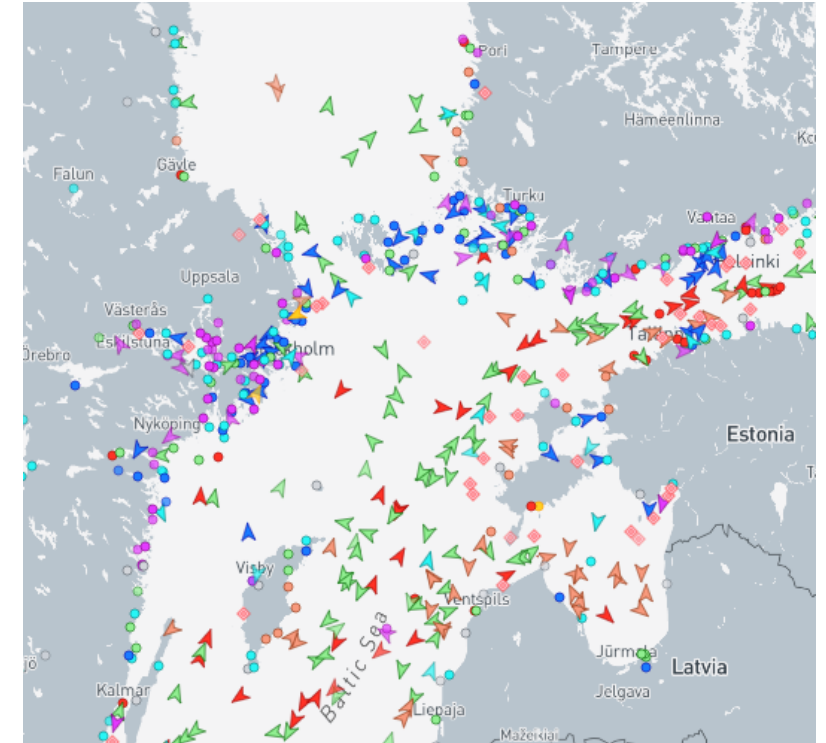 Pori
Tampere
Hämeenlinna
Gävle
Falun
Turku
Vantaa
Uppsala
Västerås
Eskilstuna
Örebro
Nyköping
Estonia
Visby
Ventspils
Baltic Sea
Jūrmala
Latvia
Kalmar
Jelgava
Liepaja
Mažeikiai